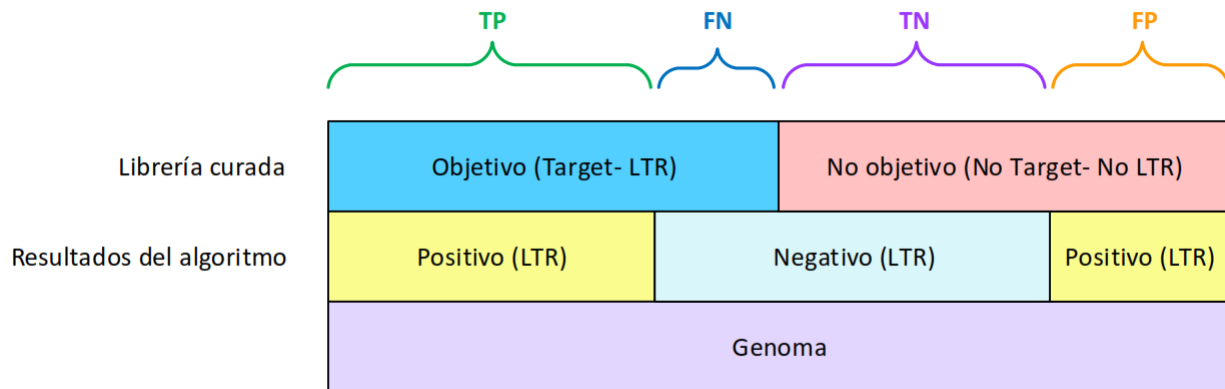 TP
FN
TN
FP
Librería curada
Objetivo (Target- LTR)
No objetivo (No Target- No LTR)
Resultados del algoritmo
Positivo (LTR)
Negativo (LTR)
Positivo (LTR)
Genoma